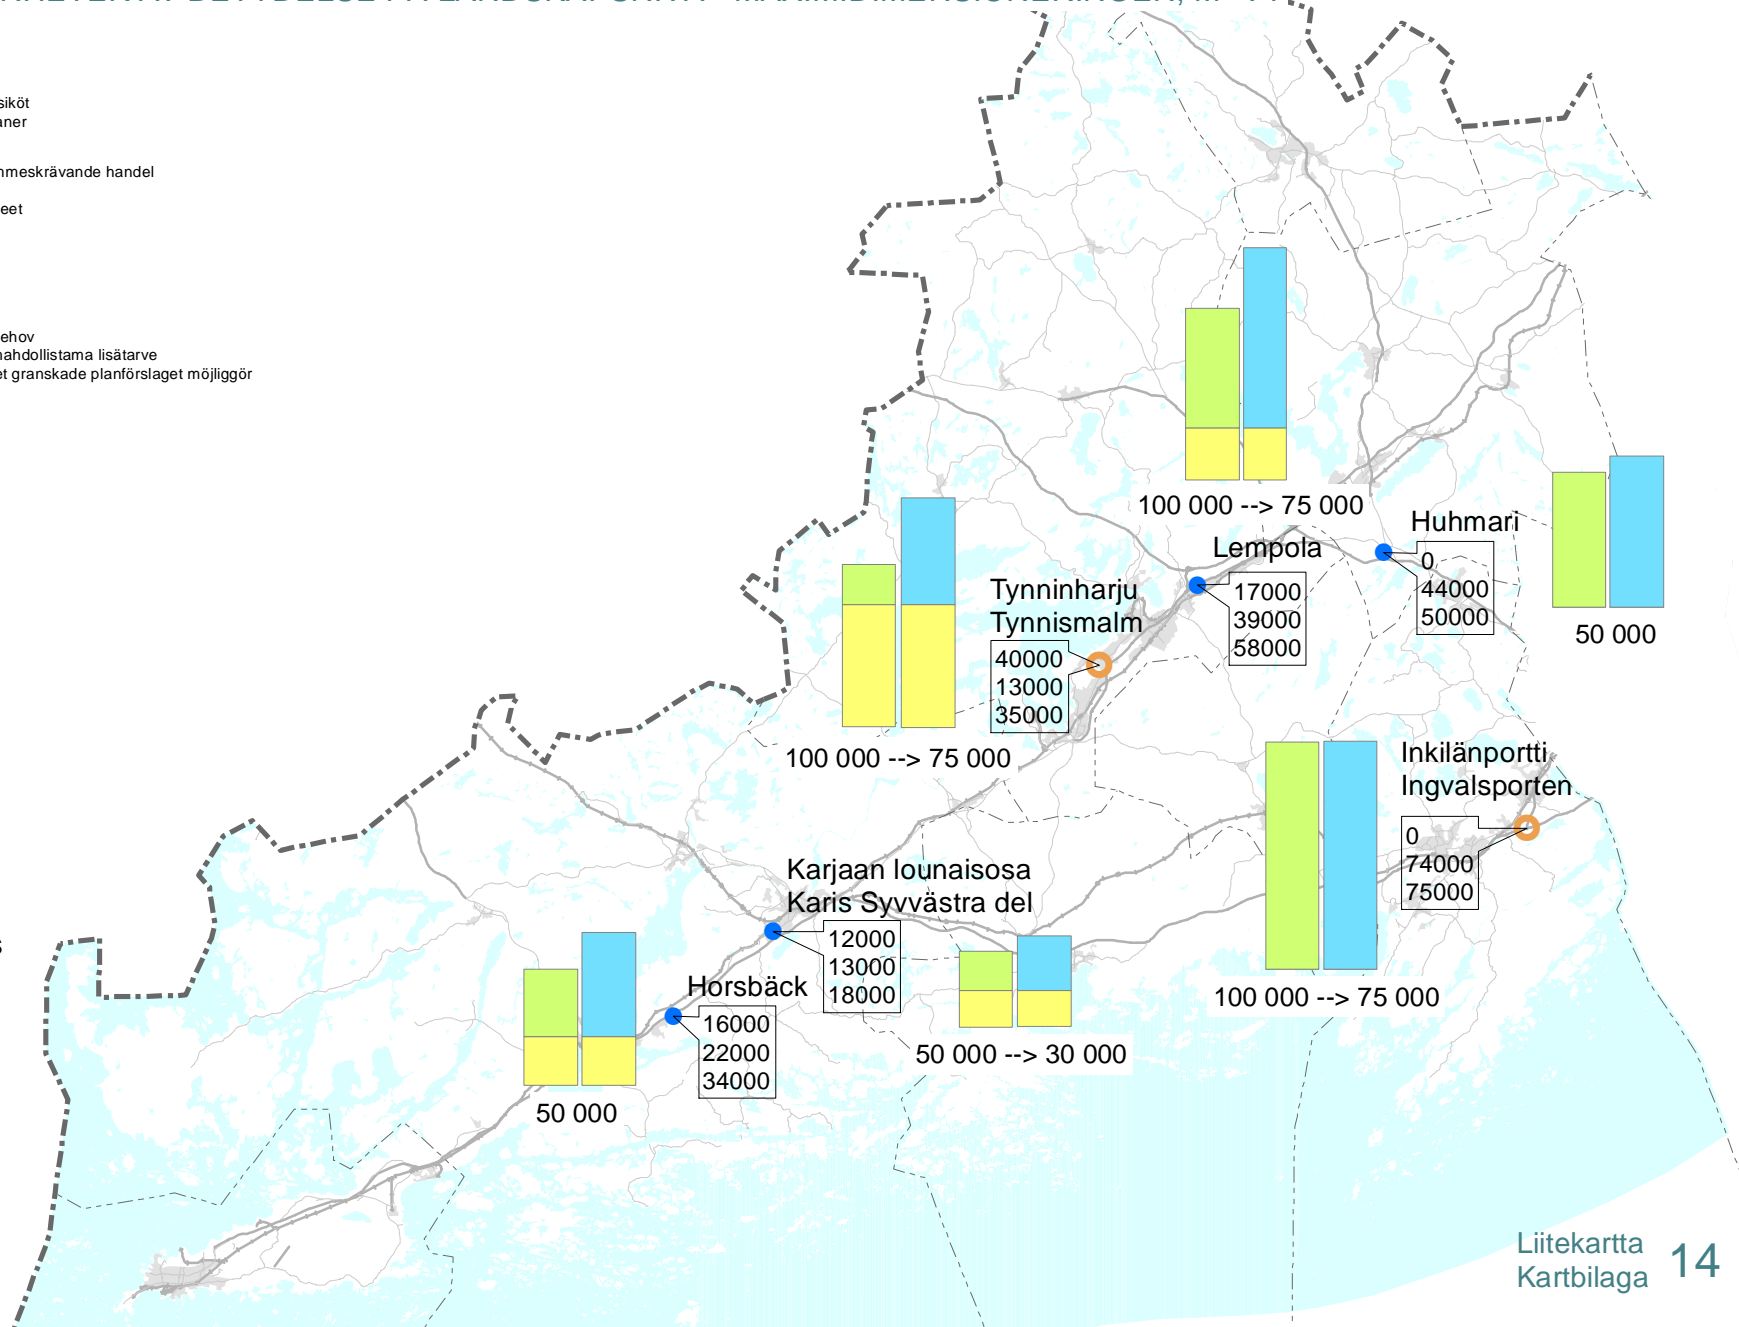 siköt
aner
nmeskrävande handel
eet
ehov
nahdollistama lisätarve
et granskade planförslaget möjliggör
100 000 --> 75 000
Huhmari
0
44000
50000
50 000
Lempola
17000
39000
58000
Tynninharju
Tynnismalm
40000
13000
35000
100 000 --> 75 000
Inkilänportti
Ingvalsporten
0
74000
75000
100 000 --> 75 000
Karjaan lounaisosa
Karis Syvvästra del
12000
13000
18000
s
Horsbäck
16000
22000
34000
50 000 --> 30 000
50 000
Liitekartta
Kartbilaga
14